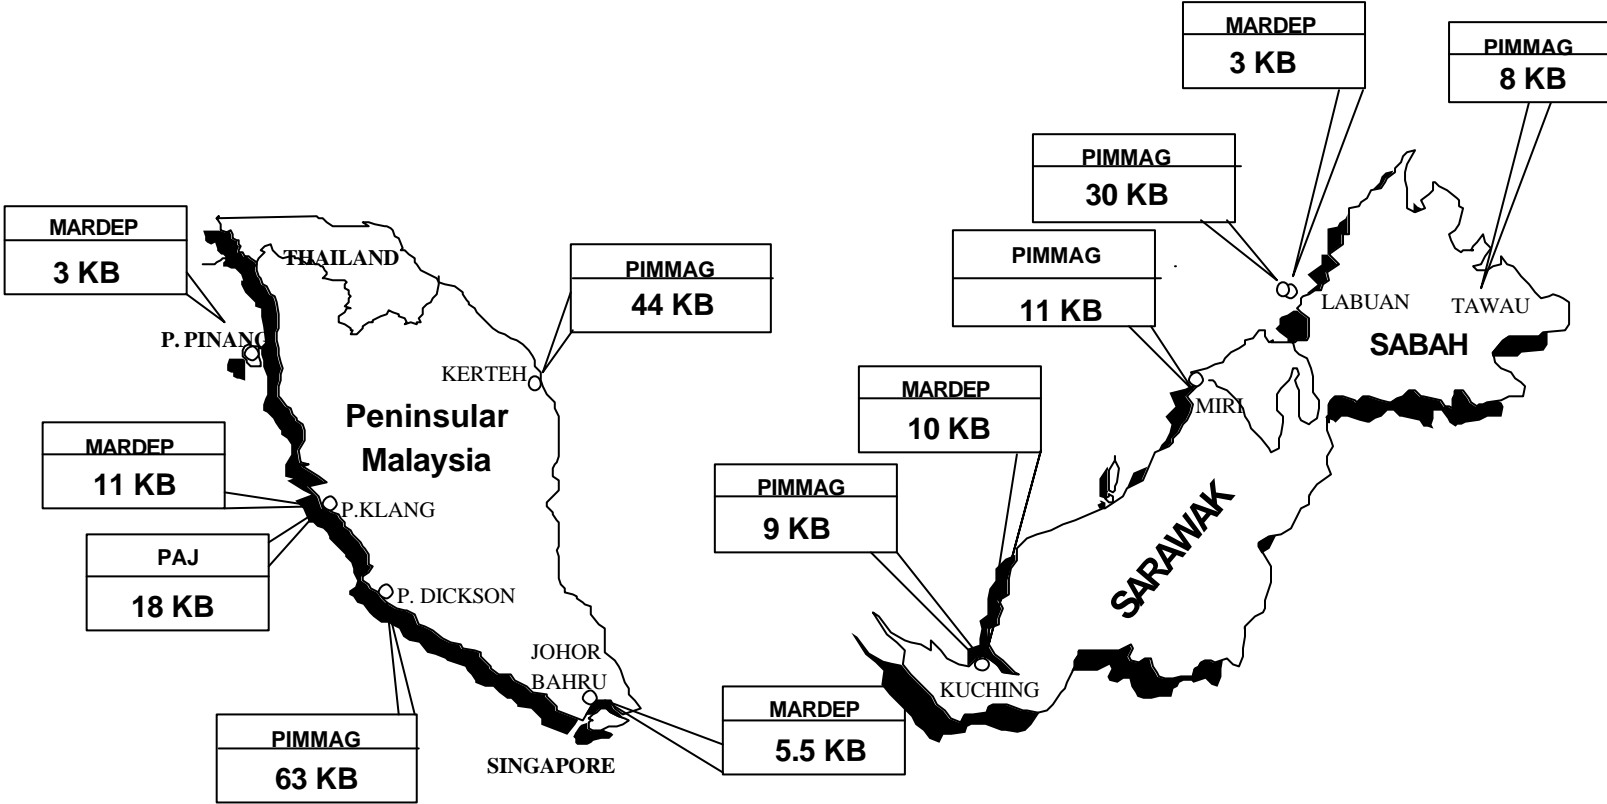 MARDEP
3 KB
PIMMAG
8 KB
PIMMAG
30 KB
MARDEP
3 KB
THAILAND
PIMMAG
44 KB
PIMMAG
11 KB
LABUAN
TAWAU
P. PINANG
KERTEH
SABAH
Peninsular
Malaysia
MARDEP
10 KB
MIRI
MARDEP
11 KB
P.KLANG
PIMMAG
9 KB
SARAWAK
PAJ
18 KB
P. DICKSON
JOHOR
BAHRU
KUCHING
PIMMAG
63 KB
SINGAPORE
MARDEP
5.5 KB